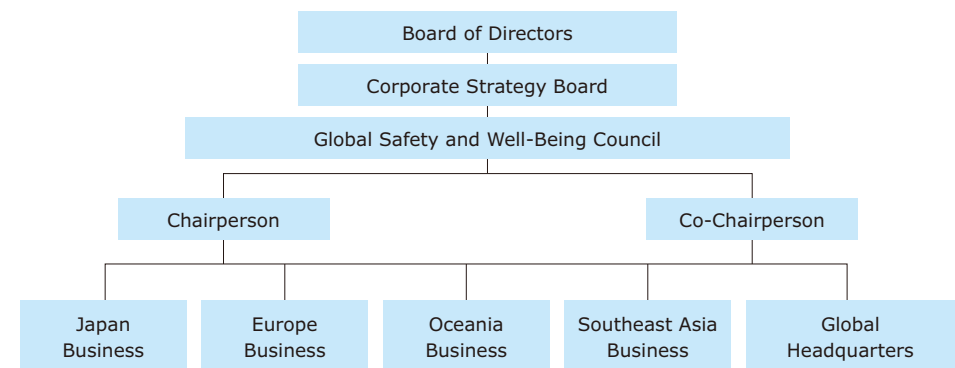 Board of Directors
Corporate Strategy Board
Global Safety and Well-Being Council
Chairperson
Co-Chairperson
Japan
Business
Europe
Business
Oceania
Business
Southeast Asia
Business
Global
Headquarters